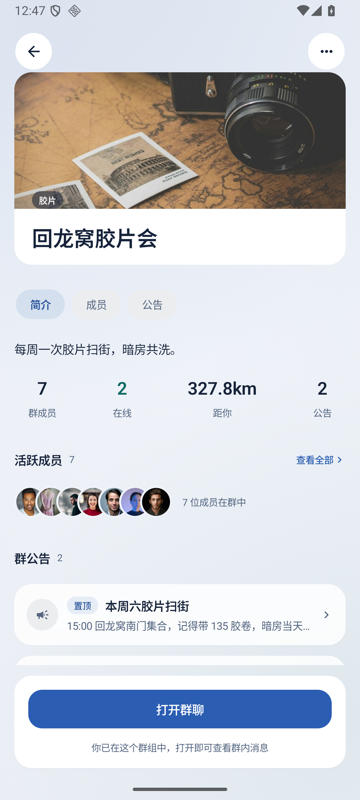 12:47
胶片
回龙窝胶片会
简介 成员 公告
每周一次胶片扫街，暗房共洗。
7 2 327.8km 2
群成员 在线 距你 公告
活跃成员 7 查看全部
7 位成员在群中
群公告 2
置顶 本周六胶片扫街
15:00 回龙窝南门集合，记得带 135 胶卷，暗房当天...
打开群聊
你已在这个群组中，打开即可查看群内消息